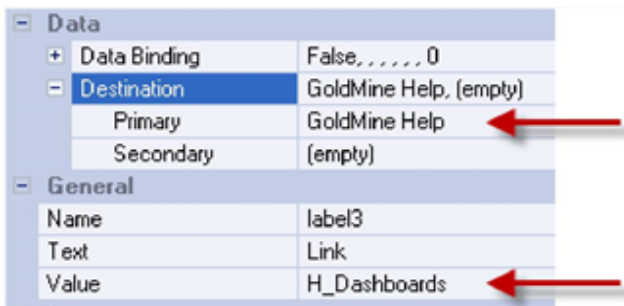 Data
Data Binding False, , , , , , 0
Destination GoldMine Help, (empty)
Primary GoldMine Help
Secondary (empty)
General
Name label3
Text Link
Value H_Dashboards